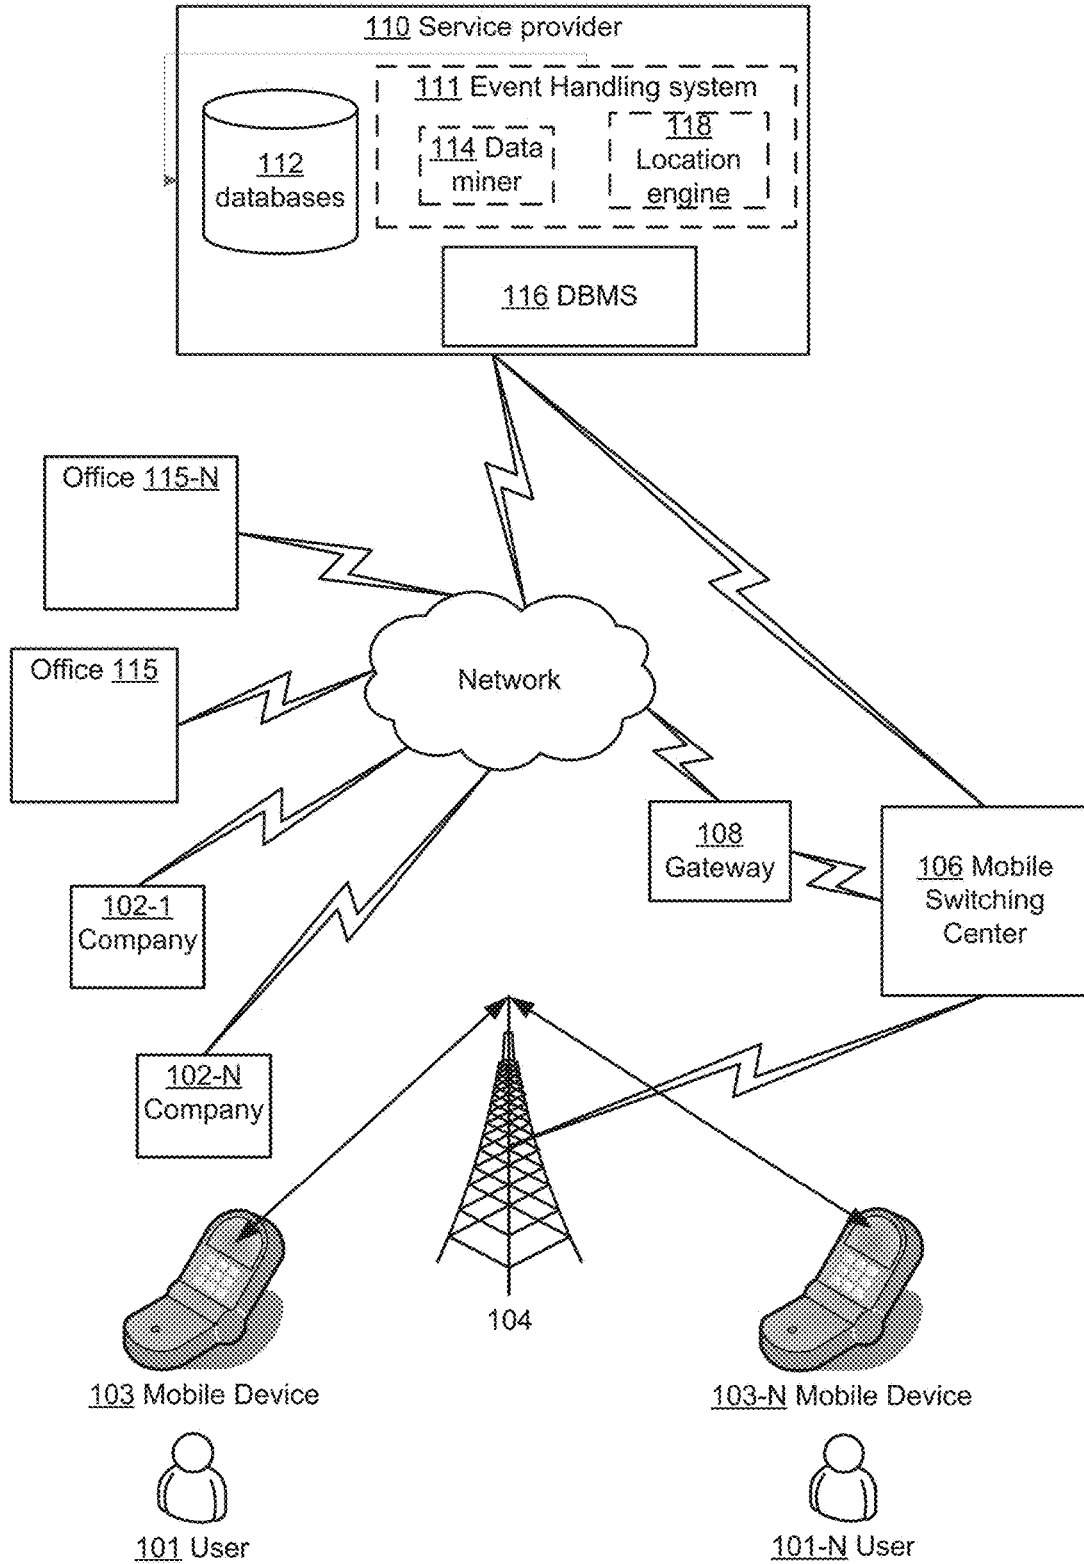 110 Service provider
111 Event Handling system
112
databases
114 Data
miner
118
Location
engine
116 DBMS
Office 115-N
Office 115
Network
108
Gateway
106 Mobile
Switching
Center
102-1
Company
102-N
Company
104
103 Mobile Device
103-N Mobile Device
101 User
101-N User